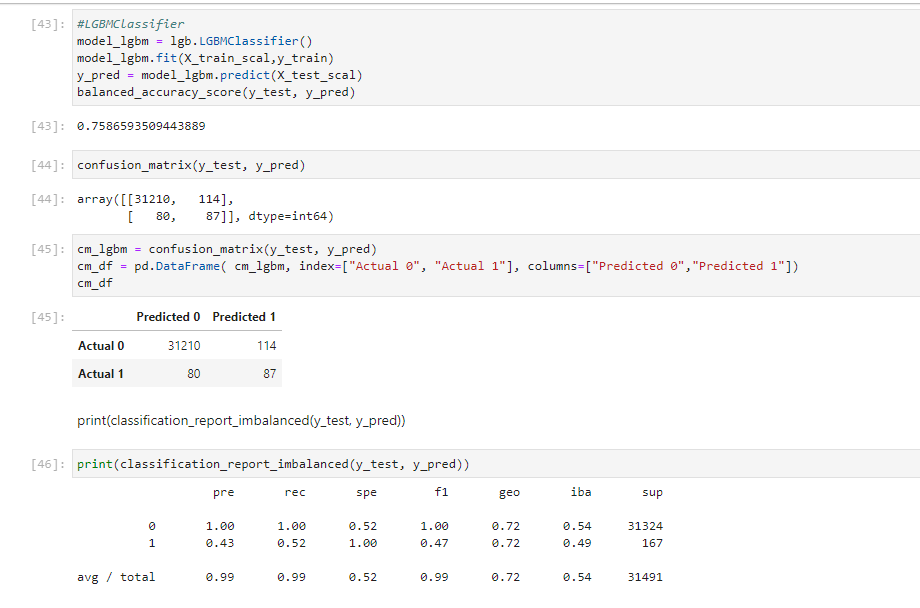 [43]: #LGBMClassifier
model_lgbm = lgb.LGBMClassifier()
model_lgbm.fit(X_train_scal,y_train)
y_pred = model_lgbm.predict(X_test_scal)
balanced_accuracy_score(y_test, y_pred)
[43]: 0.7586593509443889
[44]: confusion_matrix(y_test, y_pred)
[44]: array([[31210, 114],
[ 80, 87]], dtype=int64)
[45]: cm_lgbm = confusion_matrix(y_test, y_pred)
cm_df = pd.DataFrame( cm_lgbm, index=["Actual 0", "Actual 1"], columns=["Predicted 0","Predicted 1"])
cm_df
[45]: Predicted 0 Predicted 1
Actual 0 31210 114
Actual 1 80 87
print(classification_report_imbalanced(y_test, y_pred))
[46]: print(classification_report_imbalanced(y_test, y_pred))
pre rec spe f1 geo iba sup
0 1.00 1.00 0.52 1.00 0.72 0.54 31324
1 0.43 0.52 1.00 0.47 0.72 0.49 167
avg / total 0.99 0.99 0.52 0.99 0.72 0.54 31491